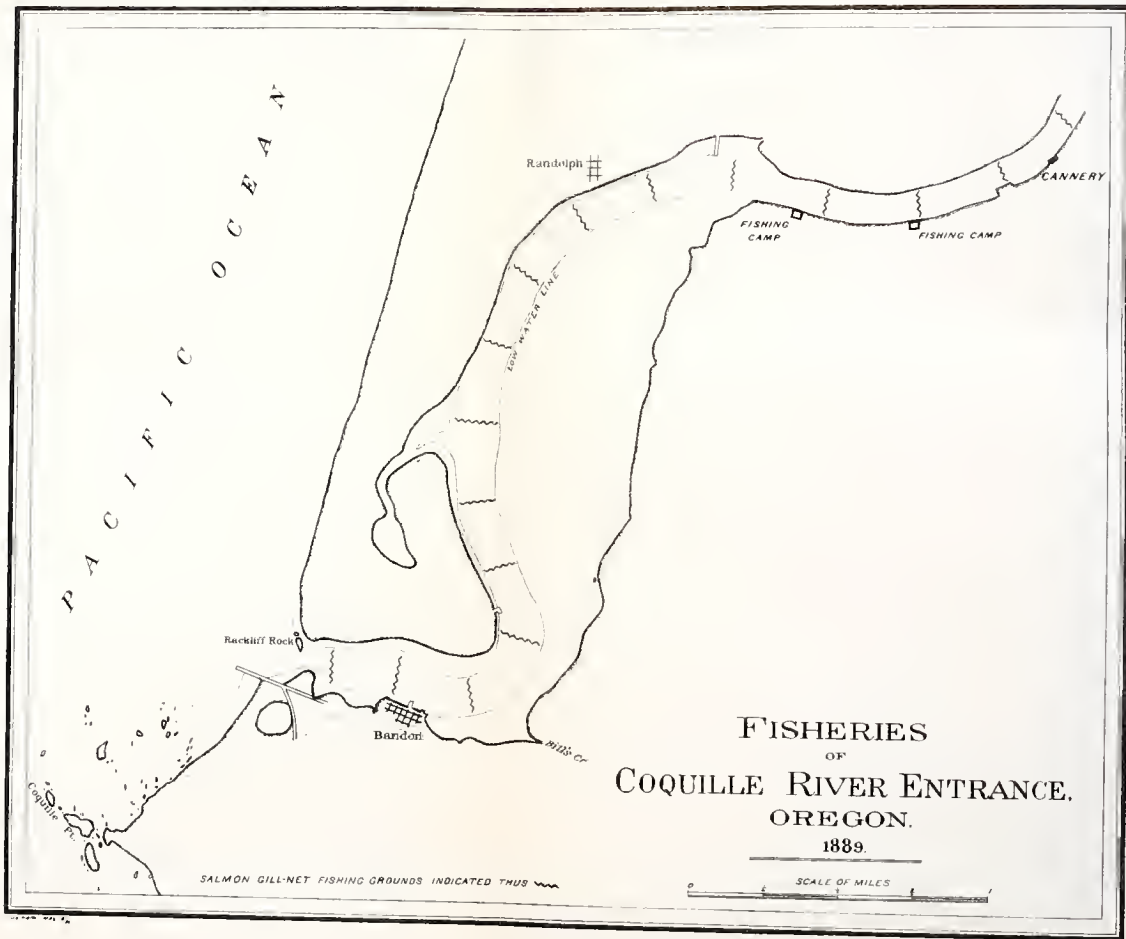 PACIFIC OCEAN
Randolph
CANNERY
FISHING
CAMP
FISHING CAMP
LOW WATER LINE
Rackliff Rock
Bandon
Bill's Cr
Coquille Pt.
FISHERIES
OF
COQUILLE RIVER ENTRANCE,
OREGON.
1889.
SALMON GILL-NET FISHING GROUNDS INDICATED THUS
SCALE OF MILES
0
1